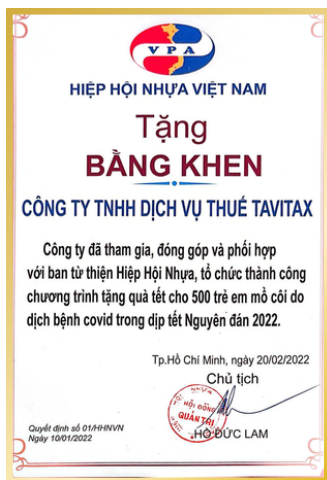 VPA
HIỆP HỘI NHỰA VIỆT NAM
Tặng
BẰNG KHEN
CÔNG TY TNHH DỊCH VỤ THUẾ TAVITAX
Công ty đã tham gia, đóng góp và phối hợp
với ban từ thiện Hiệp Hội Nhựa, tổ chức thành công
chương trình tặng quà tết cho 500 trẻ em mồ côi do
dịch bệnh covid trong dịp tết Nguyên đán 2022.
Tp.Hồ Chí Minh, ngày 20/02/2022
Chủ tịch
HỘI ĐỒNG
QUẢN TRỊ
HỒ ĐỨC LAM
Quyết định số 01/HHNVN
Ngày 10/01/2022